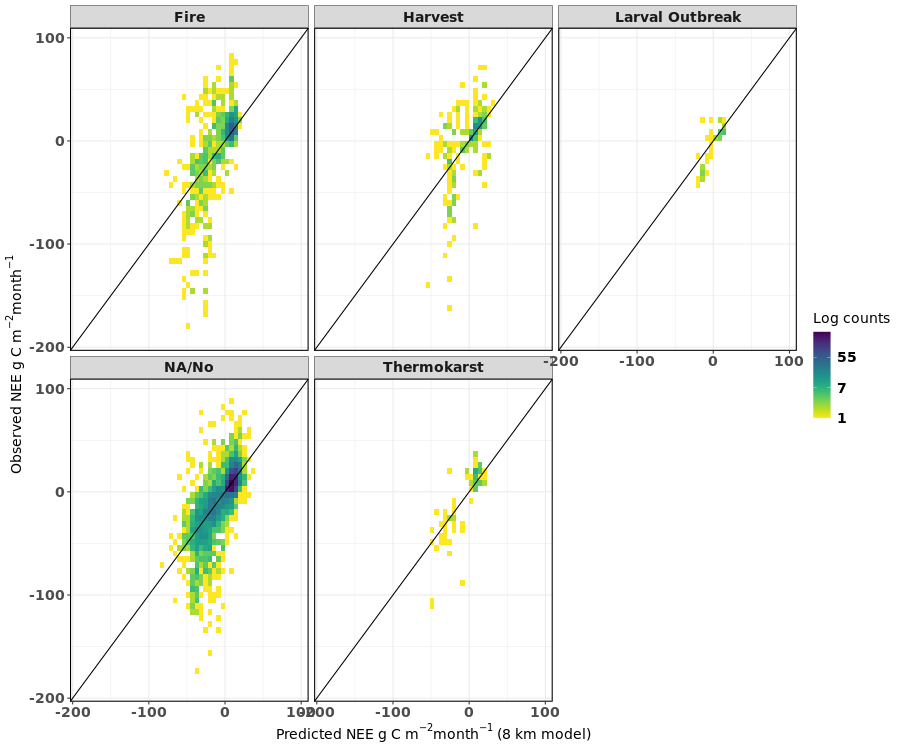 Fire
Harvest
Larval Outbreak
100
0
-100
-200
-200 -100 0 100
NA/No
Thermokarst
100
0
-100
-200
-200 -100 0 100
-200 -100 0 100
Observed NEE g C m⁻²month⁻¹
Predicted NEE g C m⁻²month⁻¹ (8 km model)
Log counts
55
7
1